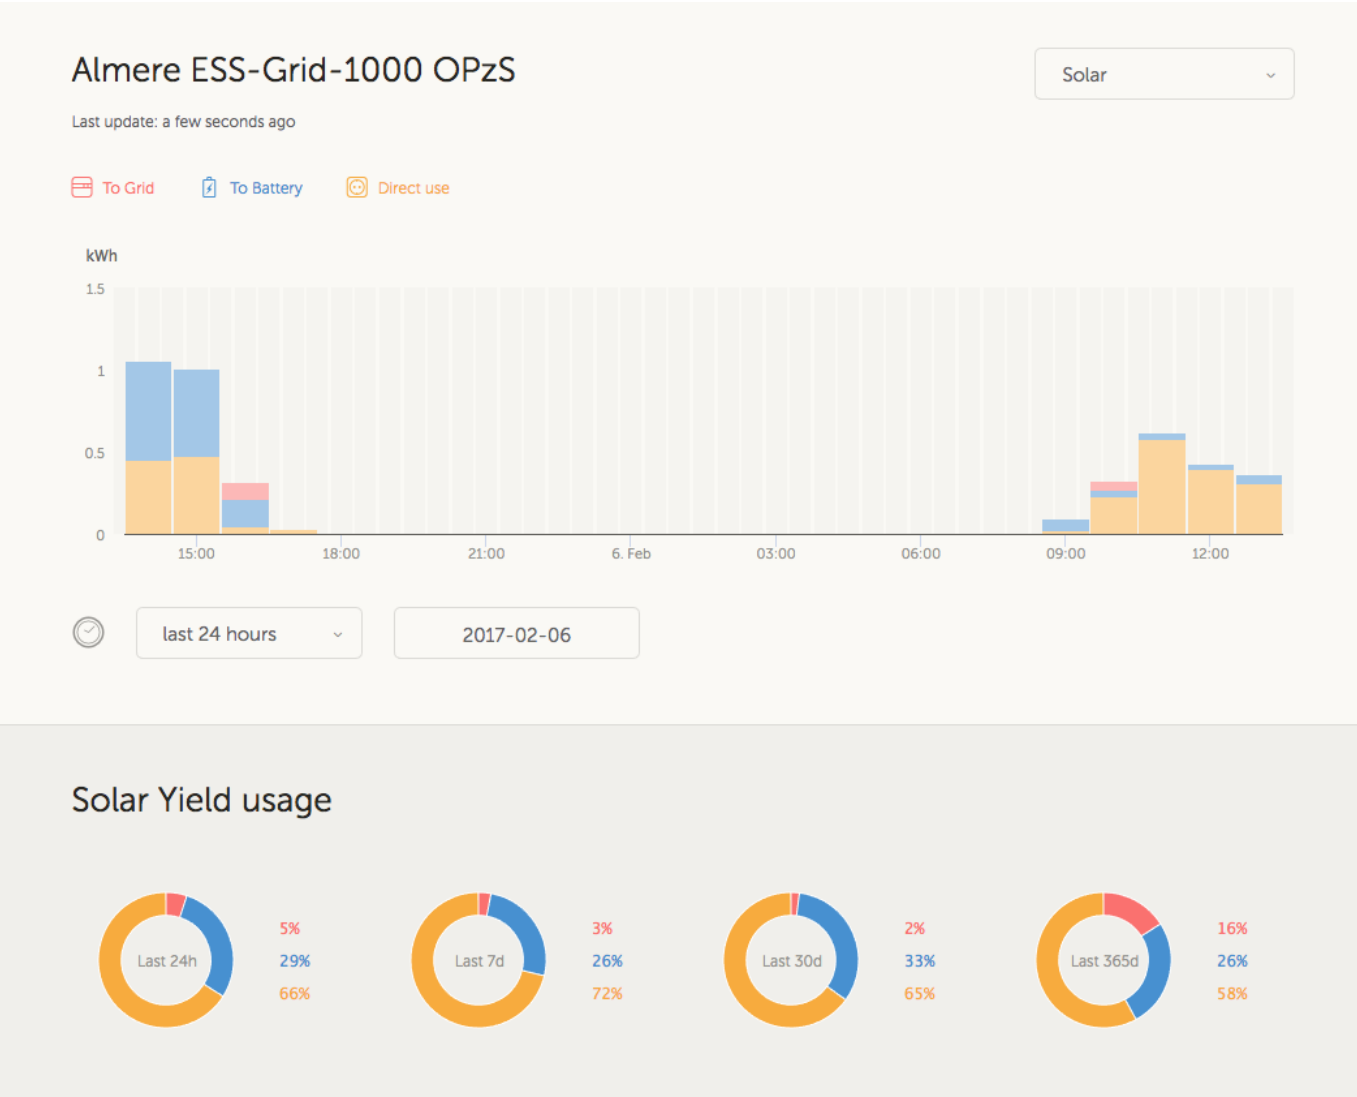 Almere ESS-Grid-1000 OPzS
Solar
Last update: a few seconds ago
To Grid
To Battery
Direct use
kWh
1.5
1
0.5
0
15:00
18:00
21:00
6. Feb
03:00
06:00
09:00
12:00
last 24 hours
2017-02-06
Solar Yield usage
Last 24h
5%
29%
66%
Last 7d
3%
26%
72%
Last 30d
2%
33%
65%
Last 365d
16%
26%
58%